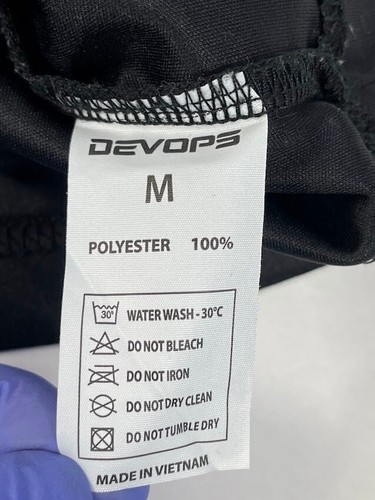 DEVOPS
M
POLYESTER 100%
30° WATER WASH - 30°C
DO NOT BLEACH
DO NOT IRON
DO NOT DRY CLEAN
DO NOT TUMBLE DRY
MADE IN VIETNAM